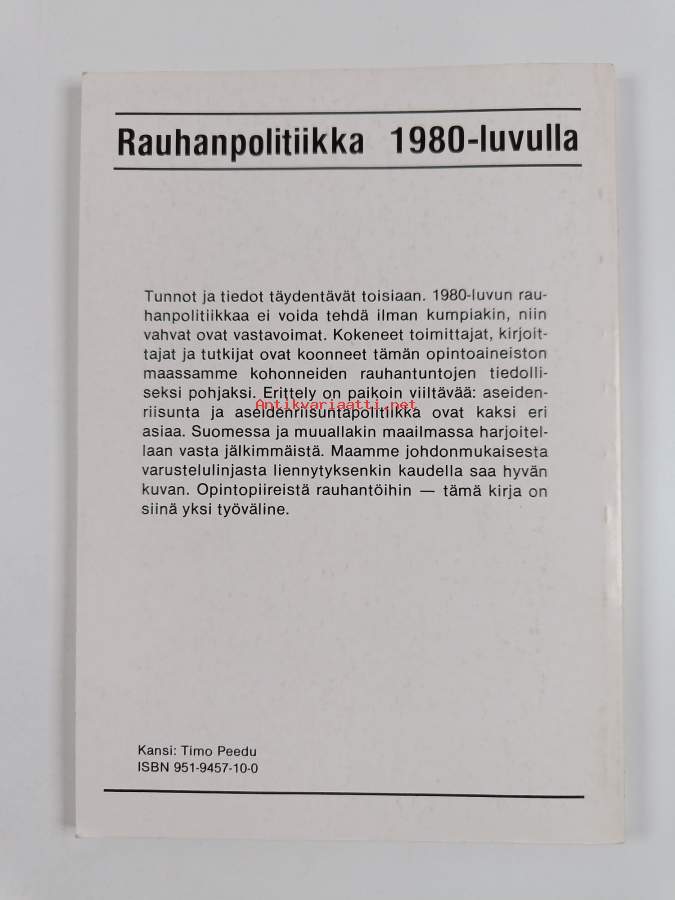 Rauhanpolitiikka 1980-luvulla
Tunnot ja tiedot täydentävät toisiaan. 1980-luvun rau-
hanpolitiikkaa ei voida tehdä ilman kumpiakin, niin
vahvat ovat vastavoimat. Kokeneet toimittajat, kirjoit-
tajat ja tutkijat ovat koonneet tämän opintoaineiston
maassamme kohonneiden rauhantuntojen tiedolli-
seksi pohjaksi. Erittely on paikoin viiltävää: aseiden-
Antikvariaatti.net
riisunta ja aseidenriisuntapolitiikka ovat kaksi eri
asiaa. Suomessa ja muuallakin maailmassa harjoitel-
laan vasta jälkimmäistä. Maamme johdonmukaisesta
varustelulinjasta liennytyksenkin kaudella saa hyvän
kuvan. Opintopiireistä rauhantöihin — tämä kirja on
siinä yksi työväline.
Kansi: Timo Peedu
ISBN 951-9457-10-0